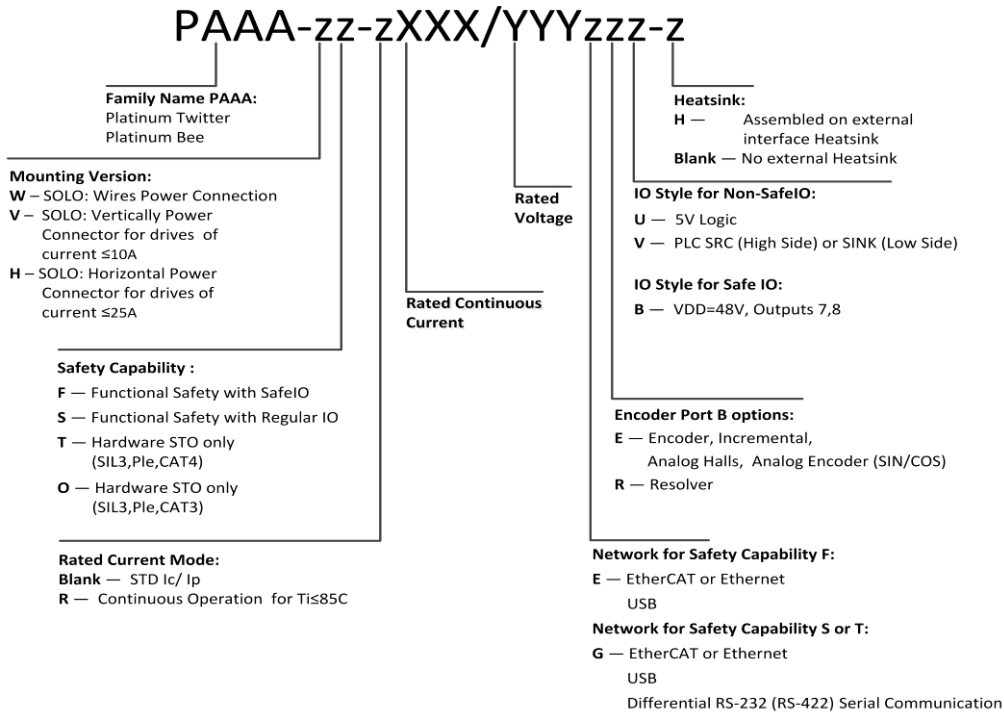 PAAA-zz-zXXX/YYYzzz-z
Family Name PAAA:
Platinum Twitter
Platinum Bee
Mounting Version:
W – SOLO: Wires Power Connection
V – SOLO: Vertically Power
Connector for drives of
current ≤10A
H – SOLO: Horizontal Power
Connector for drives of
current ≤25A
Safety Capability :
F — Functional Safety with SafeIO
S — Functional Safety with Regular IO
T — Hardware STO only
(SIL3,Ple,CAT4)
O — Hardware STO only
(SIL3,Ple,CAT3)
Rated Current Mode:
Blank — STD Ic/ Ip
R — Continuous Operation for Ti≤85C
Rated Continuous
Current
Rated
Voltage
Heatsink:
H — Assembled on external
interface Heatsink
Blank — No external Heatsink
IO Style for Non-SafeIO:
U — 5V Logic
V — PLC SRC (High Side) or SINK (Low Side)
IO Style for Safe IO:
B — VDD=48V, Outputs 7,8
Encoder Port B options:
E — Encoder, Incremental,
Analog Halls, Analog Encoder (SIN/COS)
R — Resolver
Network for Safety Capability F:
E — EtherCAT or Ethernet
USB
Network for Safety Capability S or T:
G — EtherCAT or Ethernet
USB
Differential RS-232 (RS-422) Serial Communication